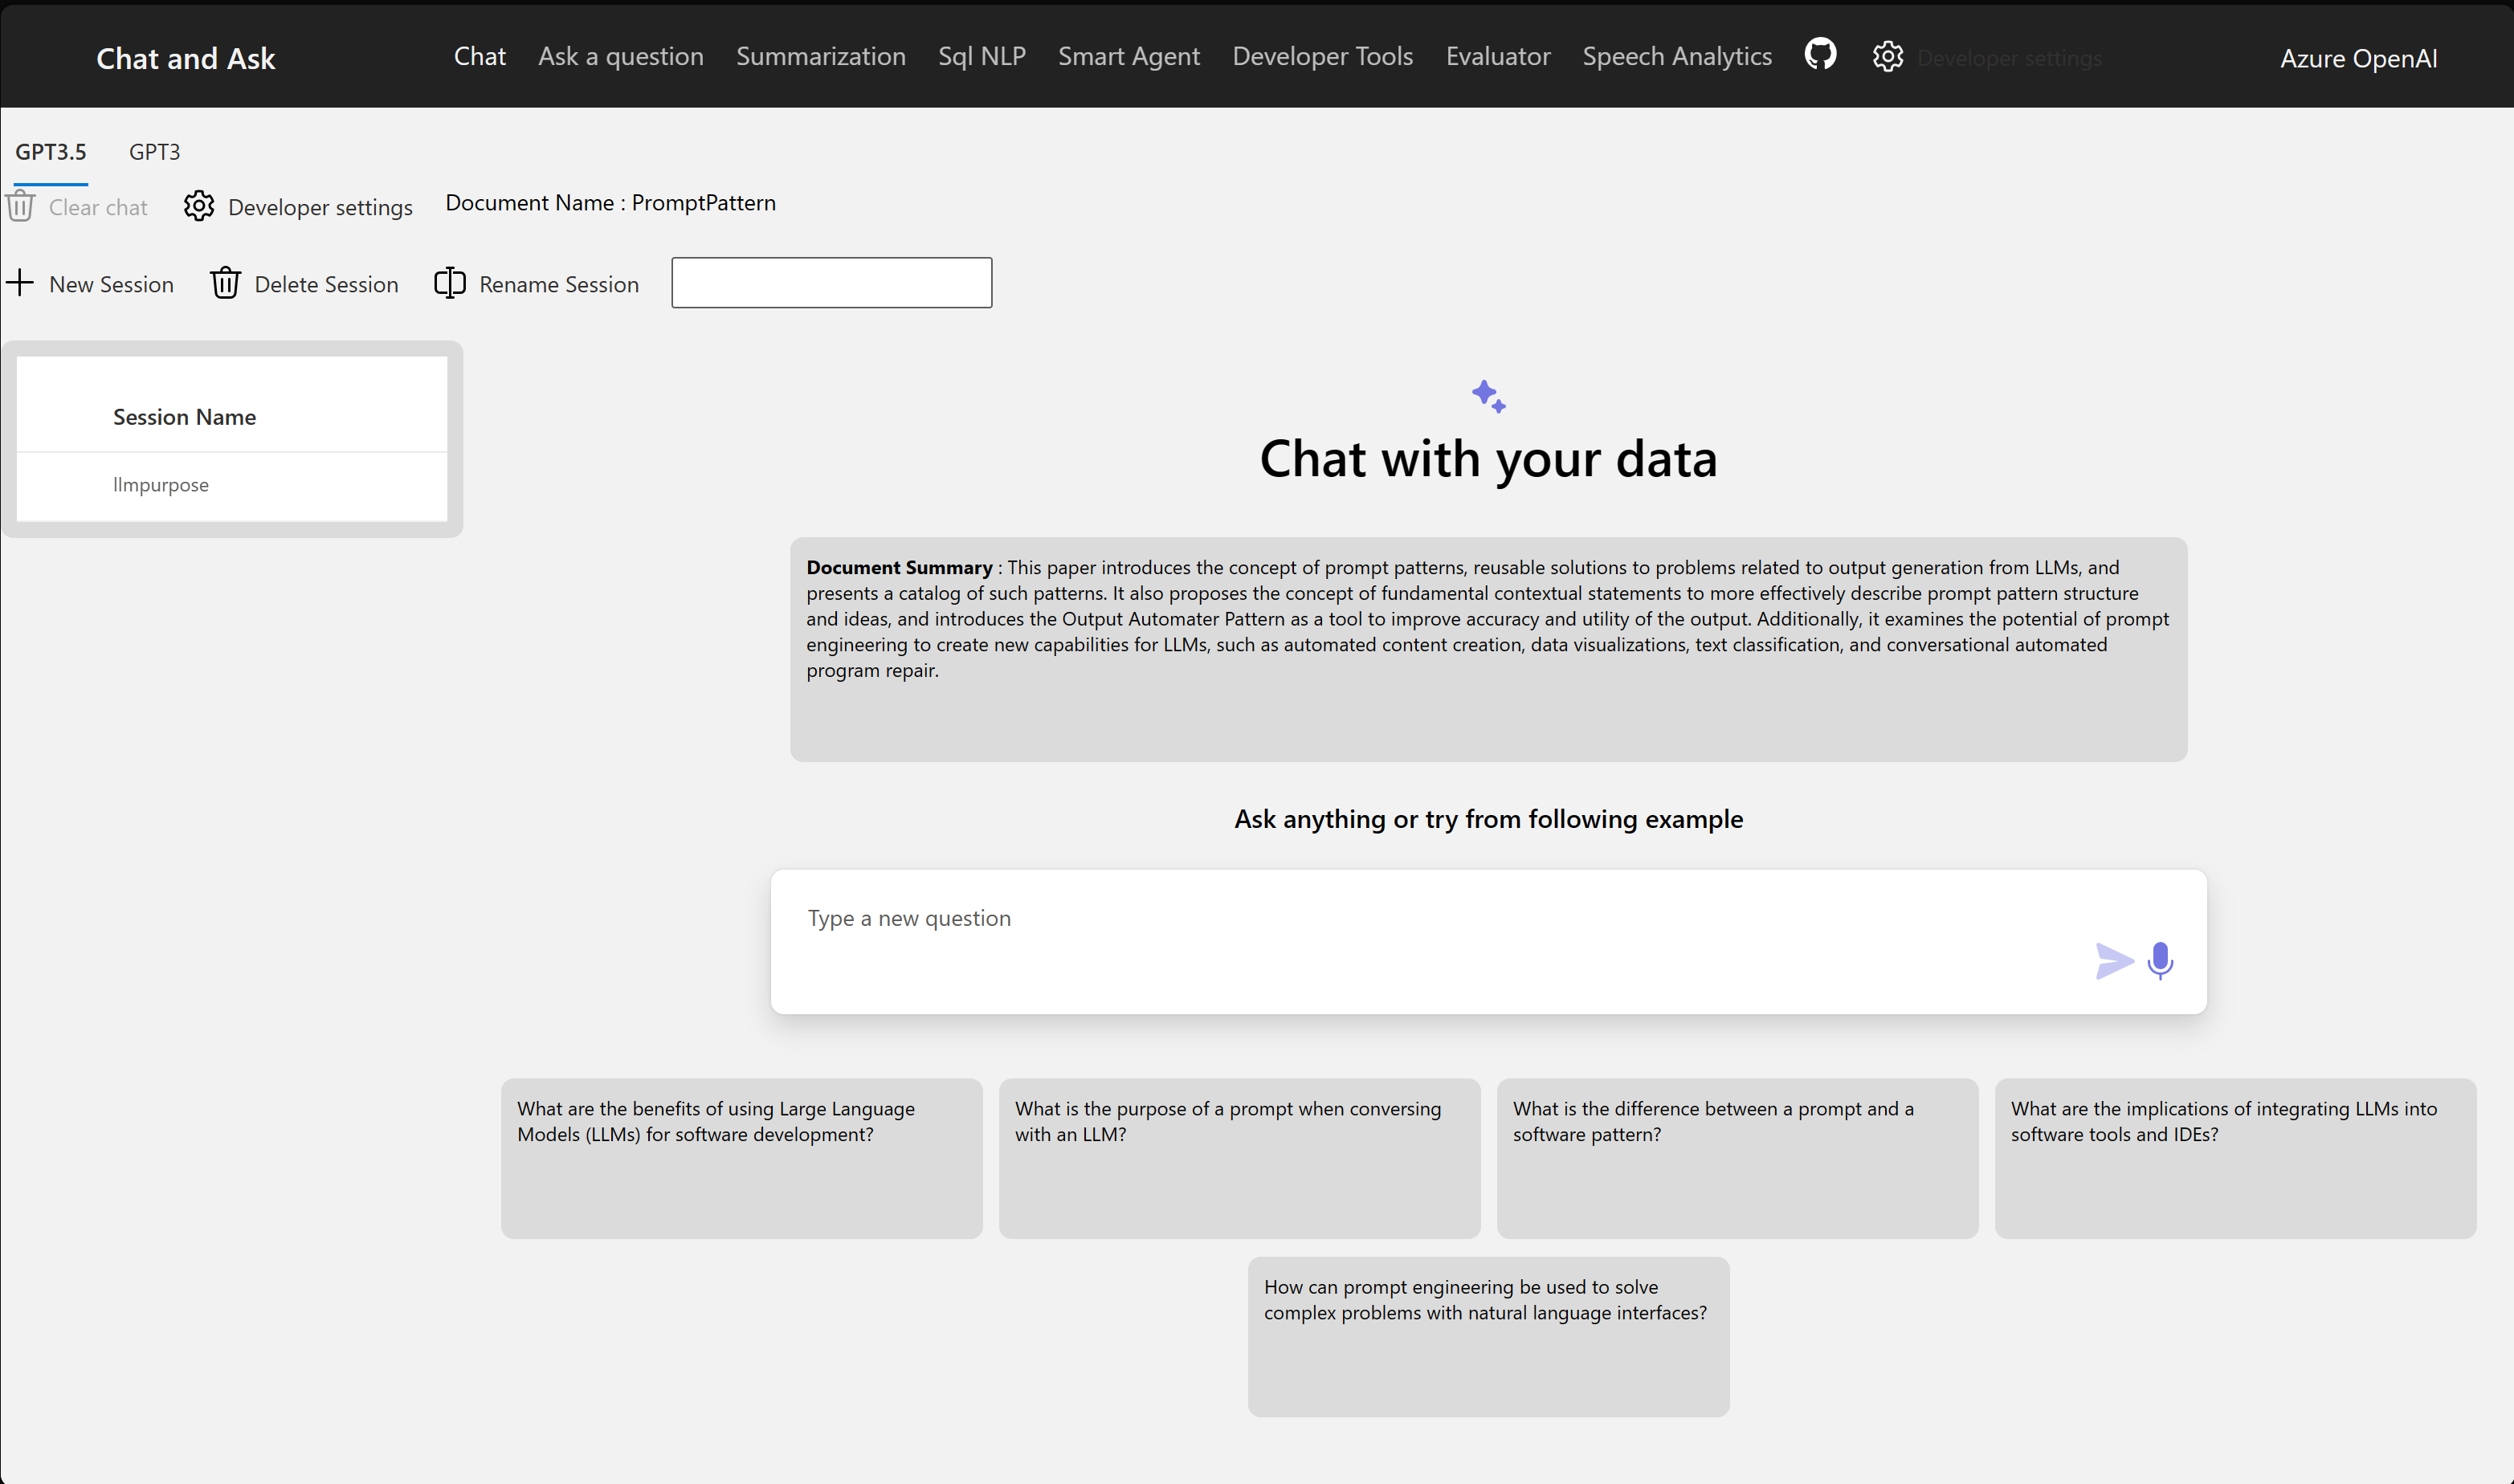 Chat and Ask
Chat Ask a question Summarization Sql NLP Smart Agent Developer Tools Evaluator Speech Analytics Developer settings
Azure OpenAI
GPT3.5 GPT3
Clear chat Developer settings Document Name : PromptPattern
New Session Delete Session Rename Session
Session Name
llmpurpose
Chat with your data
Document Summary : This paper introduces the concept of prompt patterns, reusable solutions to problems related to output generation from LLMs, and
presents a catalog of such patterns. It also proposes the concept of fundamental contextual statements to more effectively describe prompt pattern structure
and ideas, and introduces the Output Automater Pattern as a tool to improve accuracy and utility of the output. Additionally, it examines the potential of prompt
engineering to create new capabilities for LLMs, such as automated content creation, data visualizations, text classification, and conversational automated
program repair.
Ask anything or try from following example
Type a new question
What are the benefits of using Large Language
Models (LLMs) for software development?
What is the purpose of a prompt when conversing
with an LLM?
What is the difference between a prompt and a
software pattern?
What are the implications of integrating LLMs into
software tools and IDEs?
How can prompt engineering be used to solve
complex problems with natural language interfaces?